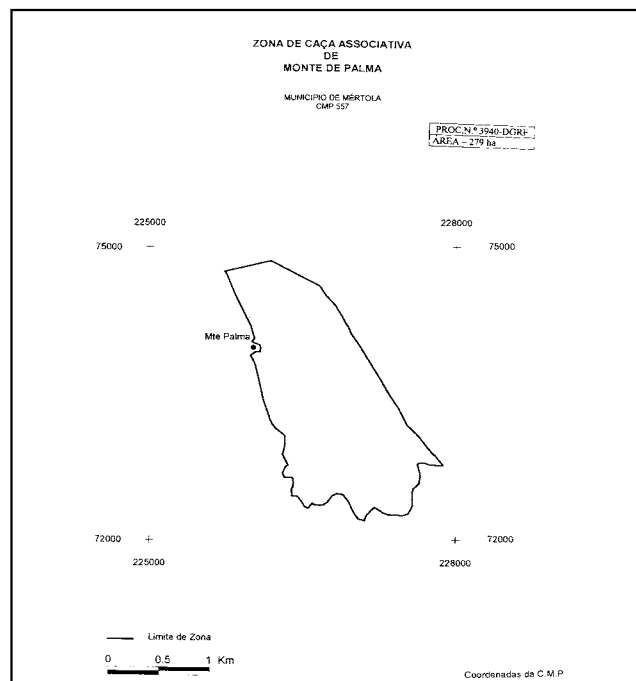 ZONA DE CAÇA ASSOCIATIVA
DE
MONTE DE PALMA
MUNICIPIO DE MÉRTOLA
CMP 557
PROC.N.º 3940-DGRF
ÁREA – 279 ha
225000
228000
75000
75000
Mte Palma
72000
72000
225000
228000
Limite de Zona
0 0.5 1 Km
Coordenadas da C.M.P